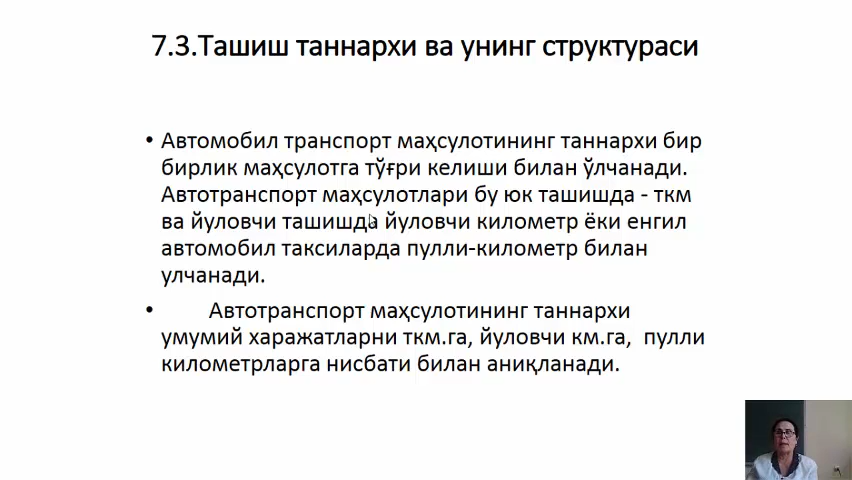 7.3.Ташиш таннархи ва унинг структураси
• Автомобил транспорт маҳсулотининг таннархи бир
бирлик маҳсулотга тўғри келиши билан ўлчанади.
Автотранспорт маҳсулотлари бу юк ташишда - ткм
ва йуловчи ташишда йуловчи километр ёки енгил
автомобил таксиларда пулли-километр билан
улчанади.
• Автотранспорт маҳсулотининг таннархи
умумий харажатларни ткм.га, йуловчи км.га, пулли
километрларга нисбати билан аниқланади.